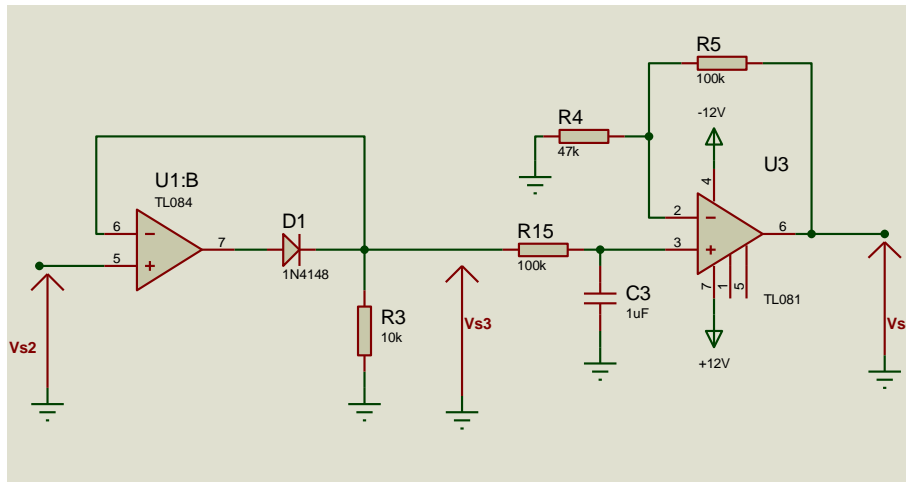 R5
100k
R4
47k
-12V
U3
4
U1:B
TL084
6
7
5
D1
1N4148
2
3
6
R15
100k
7
1
5
TL081
C3
1uF
R3
10k
Vs2
Vs3
Vs
+12V